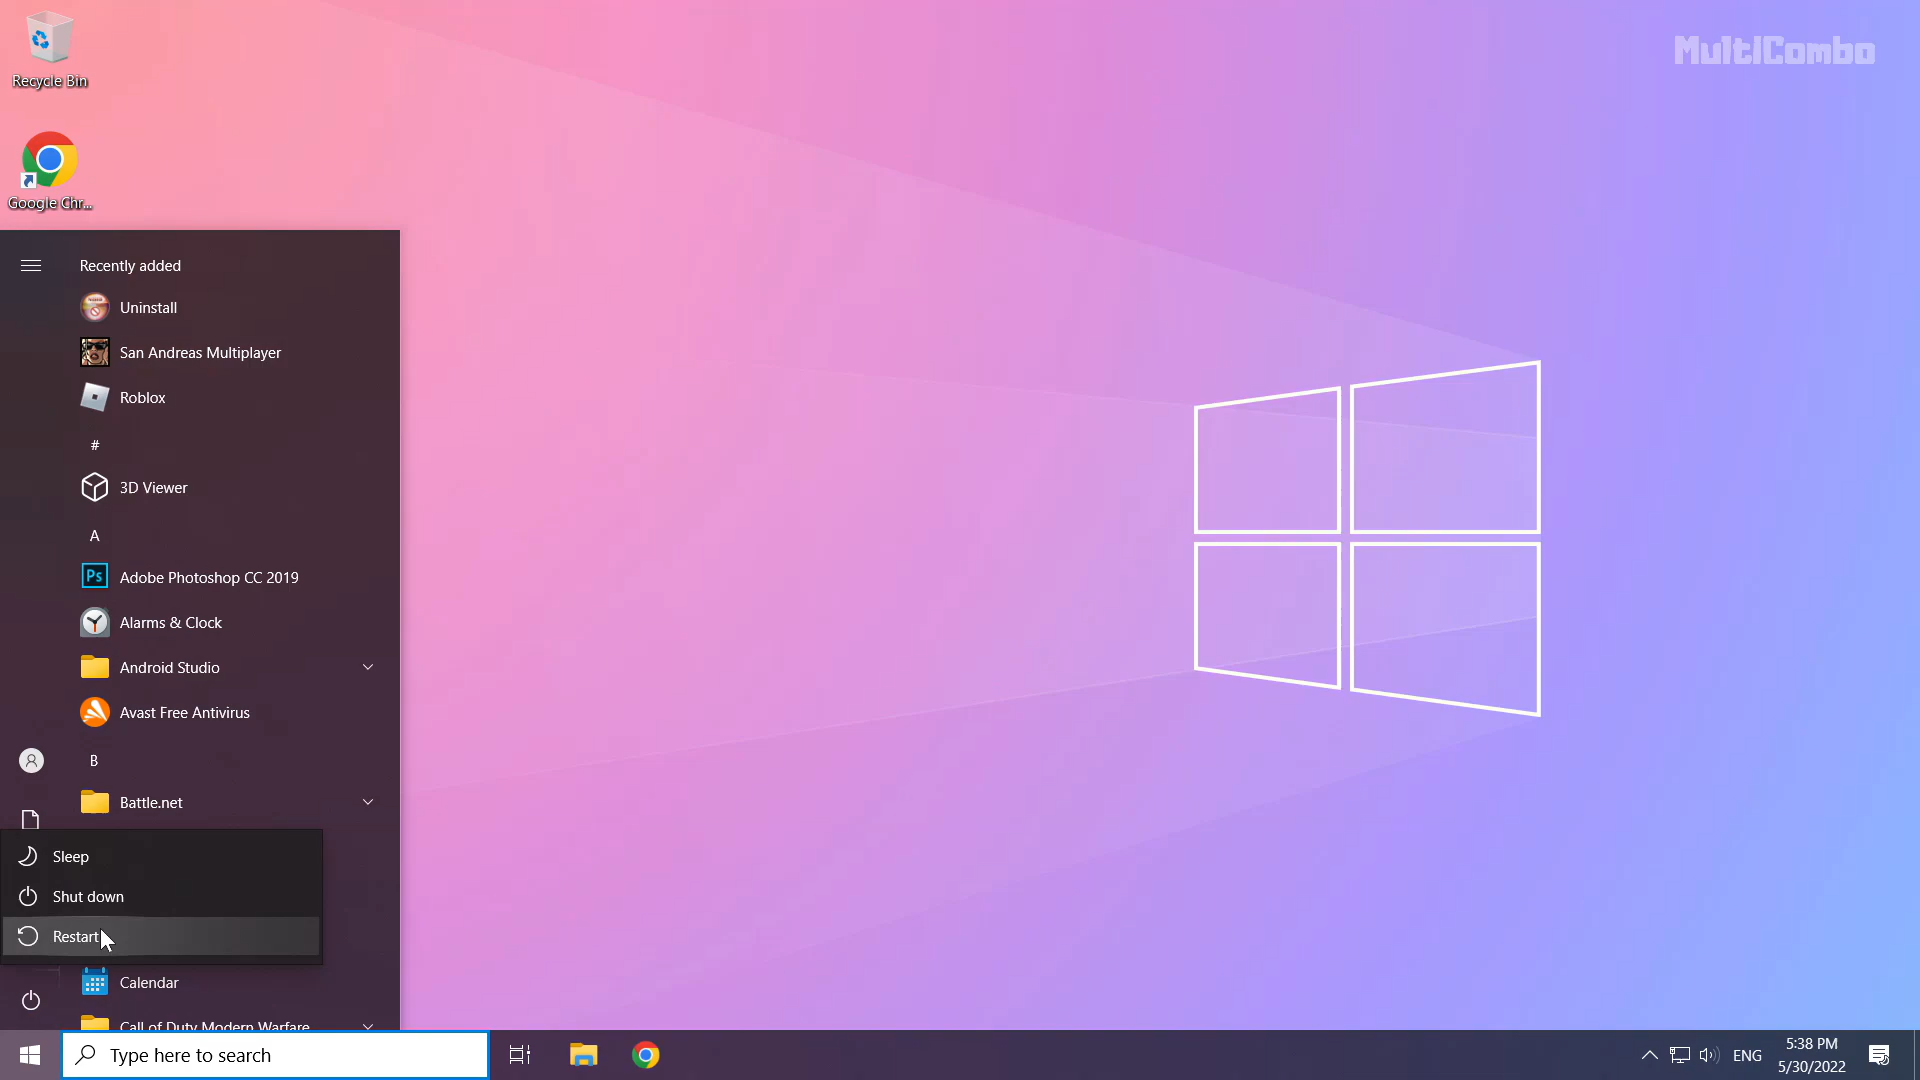 MultiCombo
Recycle Bin
Google Chr...
Recently added
Uninstall
San Andreas Multiplayer
Roblox
#
3D Viewer
A
Ps
Adobe Photoshop CC 2019
Alarms & Clock
Android Studio
Avast Free Antivirus
B
Battle.net
Sleep
Shut down
Restart
Calendar
Call of Duty Modern Warfare
Type here to search
ENG
5:38 PM
5/30/2022